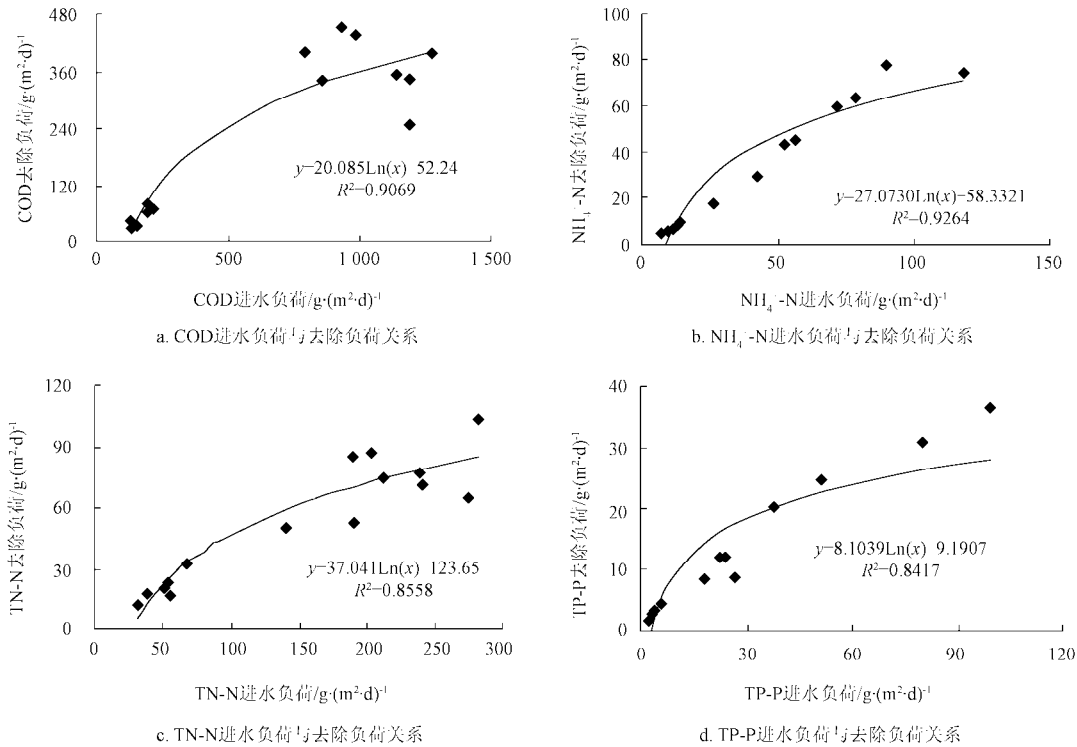 480
360
240
120
0
COD去除负荷/g·(m²·d)⁻¹
y=20.085Ln(x) 52.24
R²=0.9069
0 500 1 000 1 500
COD进水负荷/g·(m²·d)⁻¹
a. COD进水负荷与去除负荷关系
100
80
60
40
20
0
NH₄⁻-N去除负荷/g·(m²·d)⁻¹
y=27.0730Ln(x)−58.3321
R²=0.9264
0 50 100 150
NH₄⁻-N进水负荷/g·(m²·d)⁻¹
b. NH₄⁻-N进水负荷与去除负荷关系
120
90
60
30
0
TN-N去除负荷/g·(m²·d)⁻¹
y=37.041Ln(x) 123.65
R²=0.8558
0 50 100 150 200 250 300
TN-N进水负荷/g·(m²·d)⁻¹
c. TN-N进水负荷与去除负荷关系
40
30
20
10
0
TP-P去除负荷/g·(m²·d)⁻¹
y=8.1039Ln(x) 9.1907
R²=0.8417
0 30 60 90 120
TP-P进水负荷/g·(m²·d)⁻¹
d. TP-P进水负荷与去除负荷关系